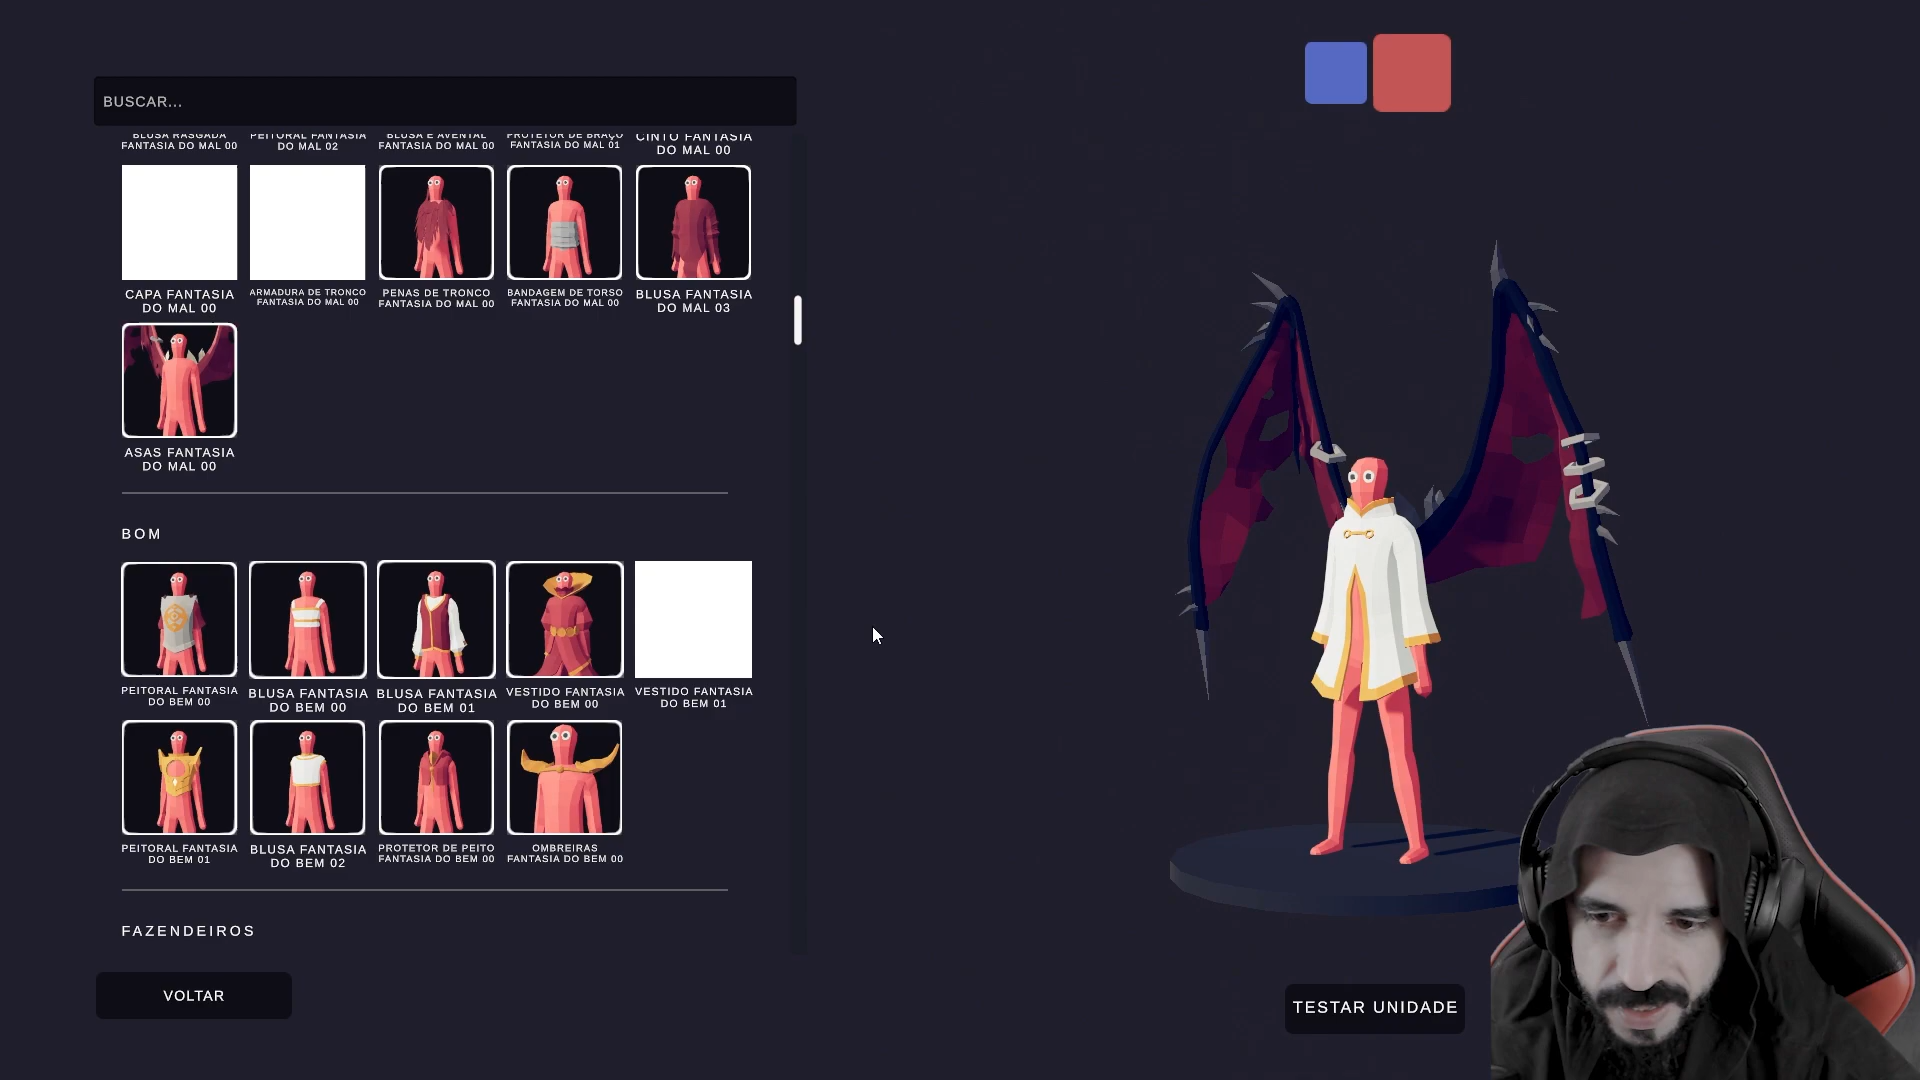 BUSCAR...
BLUSA RASGADA
FANTASIA DO MAL 00
PEITORAL FANTASIA
DO MAL 02
BLUSA E AVENTAL
FANTASIA DO MAL 00
PROTETOR DE BRAÇO
FANTASIA DO MAL 01
CINTO FANTASIA
DO MAL 00
CAPA FANTASIA
DO MAL 00
ARMADURA DE TRONCO
FANTASIA DO MAL 00
PENAS DE TRONCO
FANTASIA DO MAL 00
BANDAGEM DE TORSO
FANTASIA DO MAL 00
BLUSA FANTASIA
DO MAL 03
ASAS FANTASIA
DO MAL 00
BOM
PEITORAL FANTASIA
DO BEM 00
BLUSA FANTASIA
DO BEM 00
BLUSA FANTASIA
DO BEM 01
VESTIDO FANTASIA
DO BEM 00
VESTIDO FANTASIA
DO BEM 01
PEITORAL FANTASIA
DO BEM 01
BLUSA FANTASIA
DO BEM 02
PROTETOR DE PEITO
FANTASIA DO BEM 00
OMBREIRAS
FANTASIA DO BEM 00
FAZENDEIROS
VOLTAR
TESTAR UNIDADE